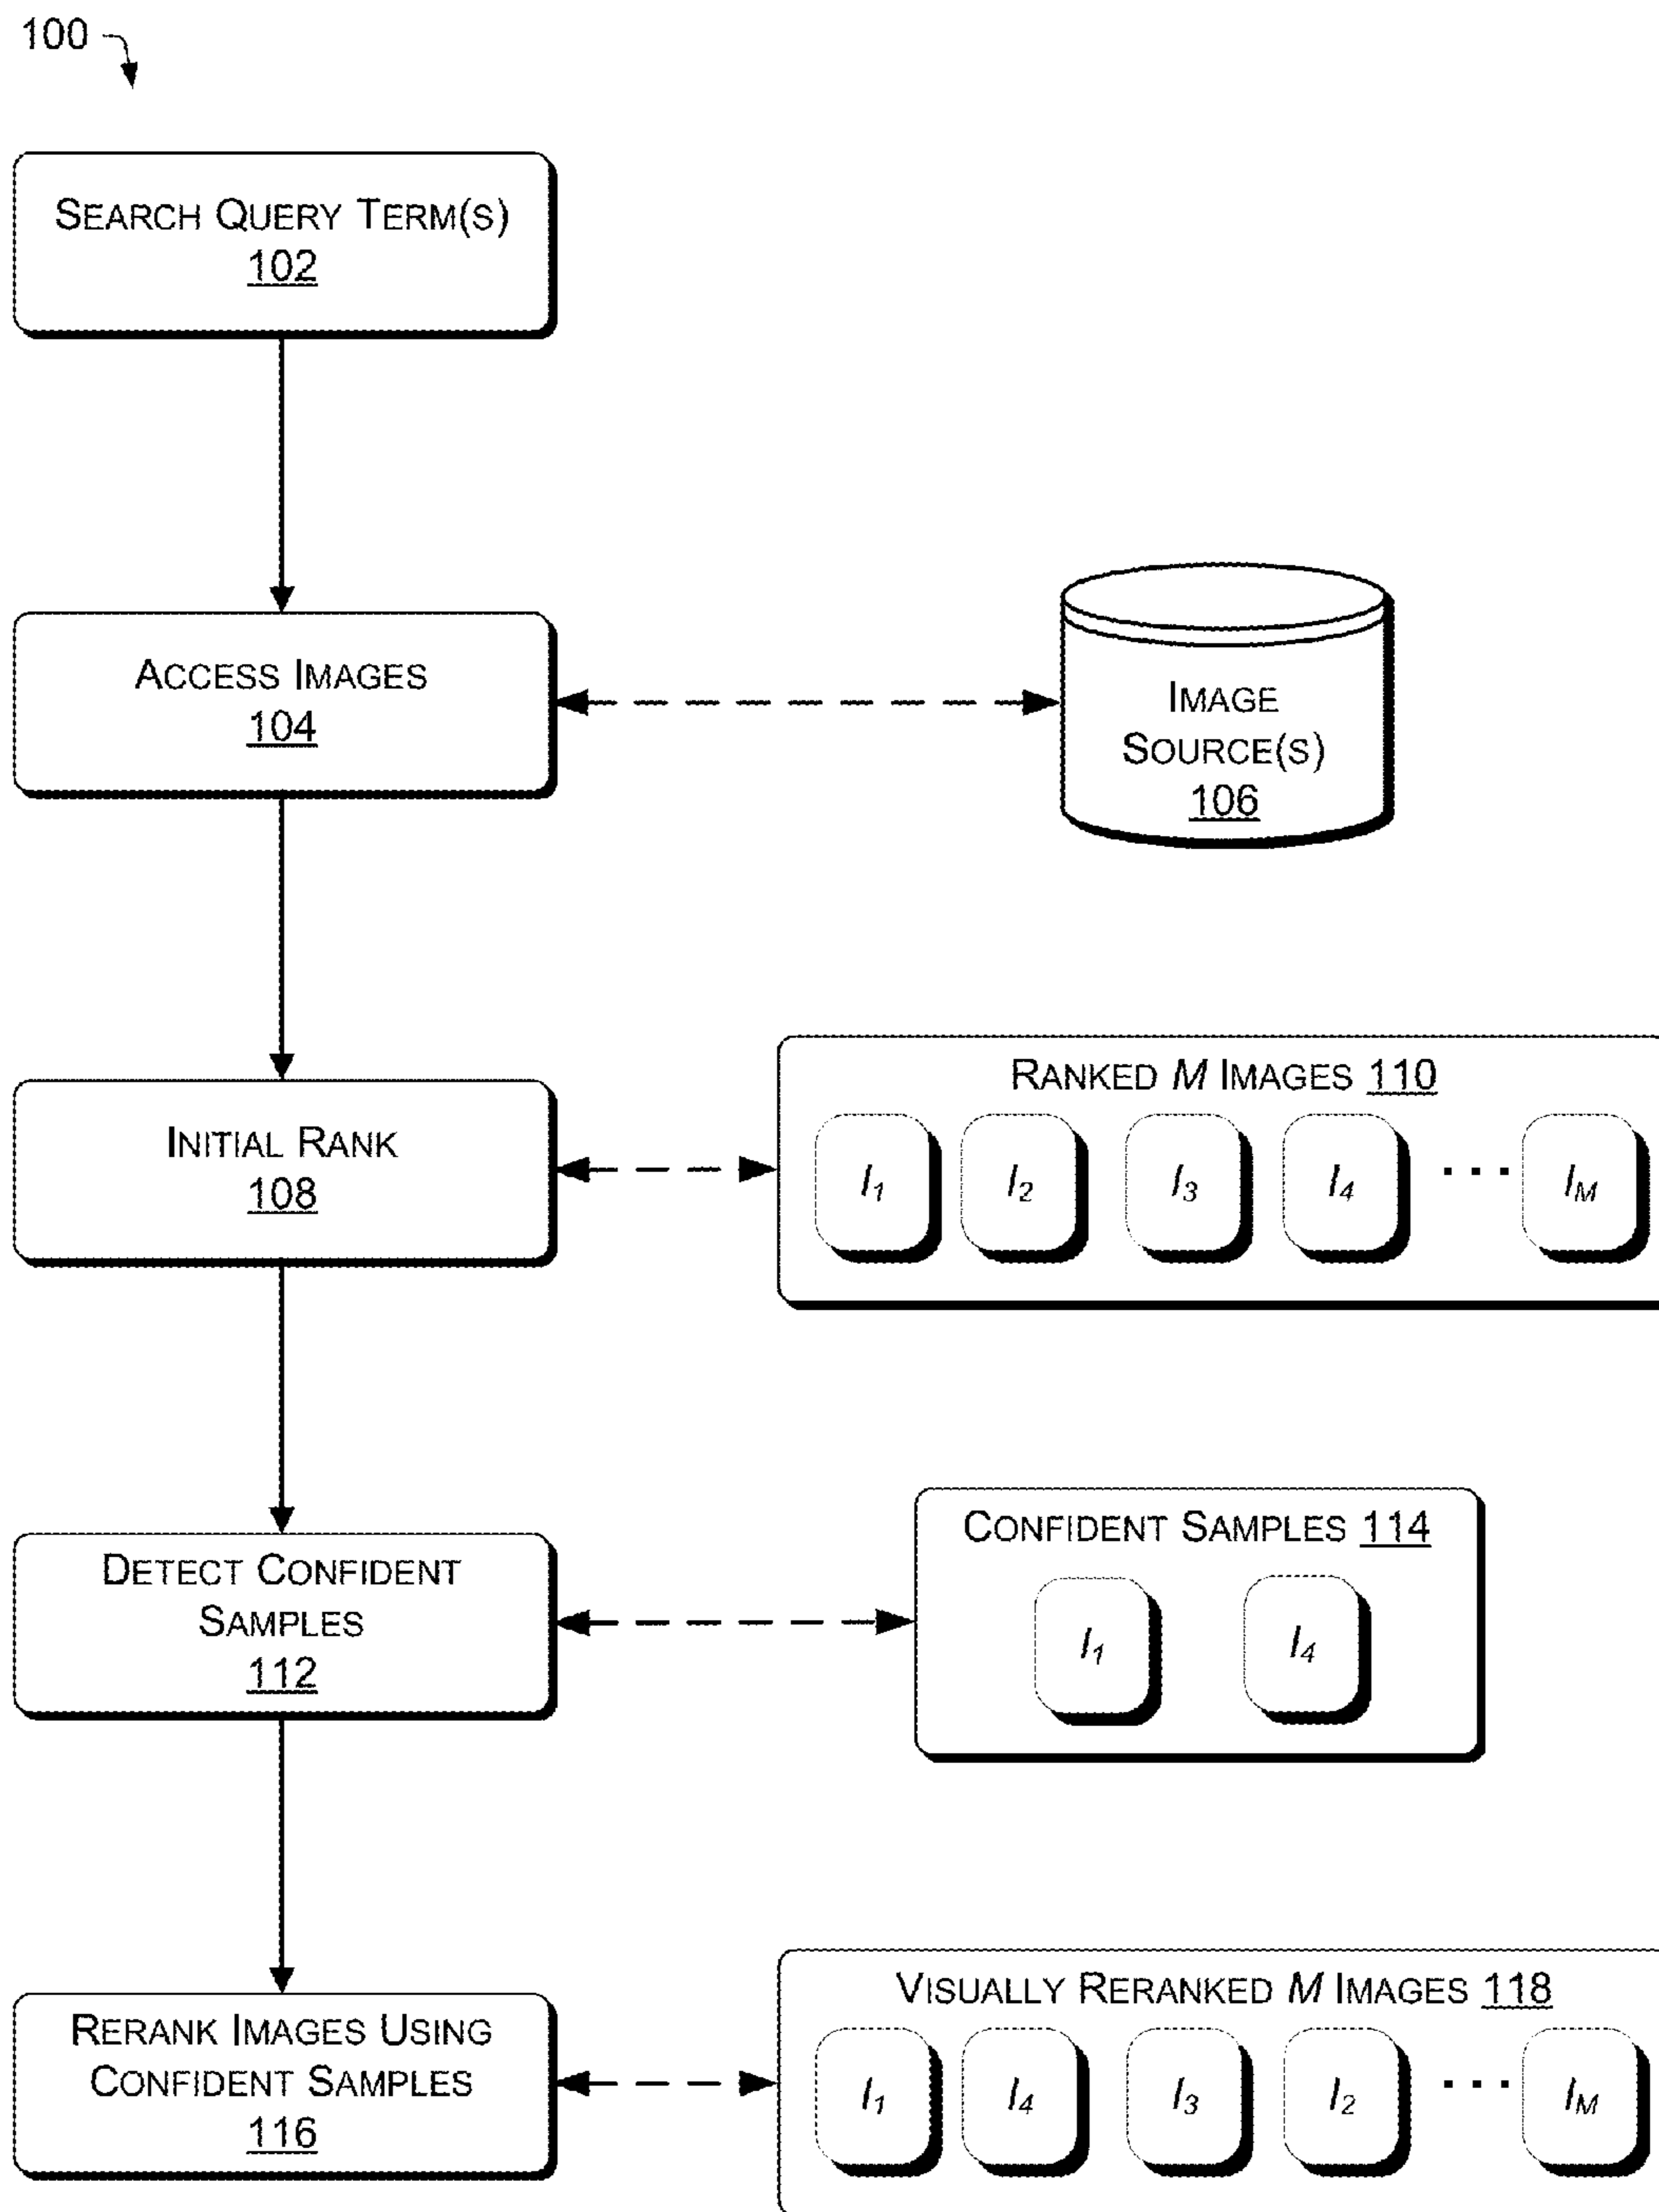 100
SEARCH QUERY TERM(S)
102
ACCESS IMAGES
104
IMAGE
SOURCE(S)
106
INITIAL RANK
108
RANKED M IMAGES 110
I1 I2 I3 I4 ... IM
DETECT CONFIDENT
SAMPLES
112
CONFIDENT SAMPLES 114
I1 I4
RERANK IMAGES USING
CONFIDENT SAMPLES
116
VISUALLY RERANKED M IMAGES 118
I1 I4 I3 I2 ... IM